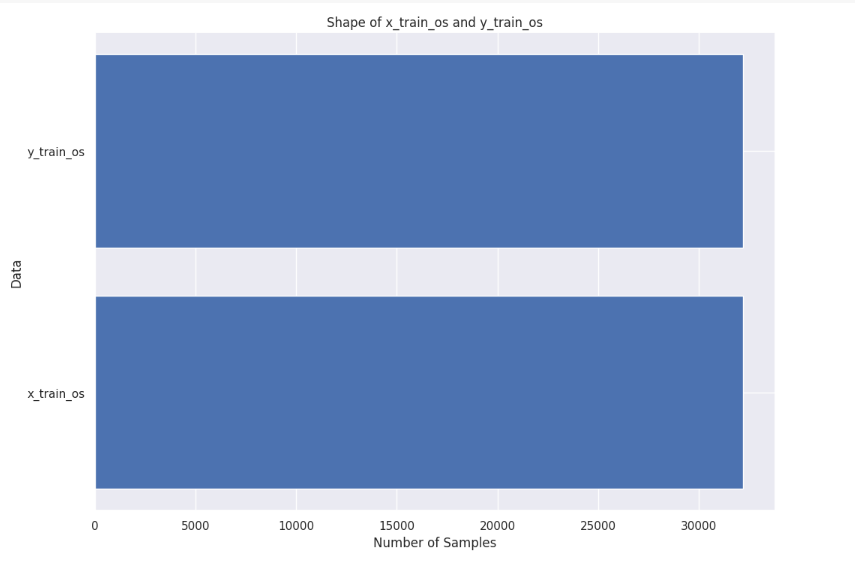 Shape of x_train_os and y_train_os
y_train_os
Data
x_train_os
0 5000 10000 15000 20000 25000 30000
Number of Samples